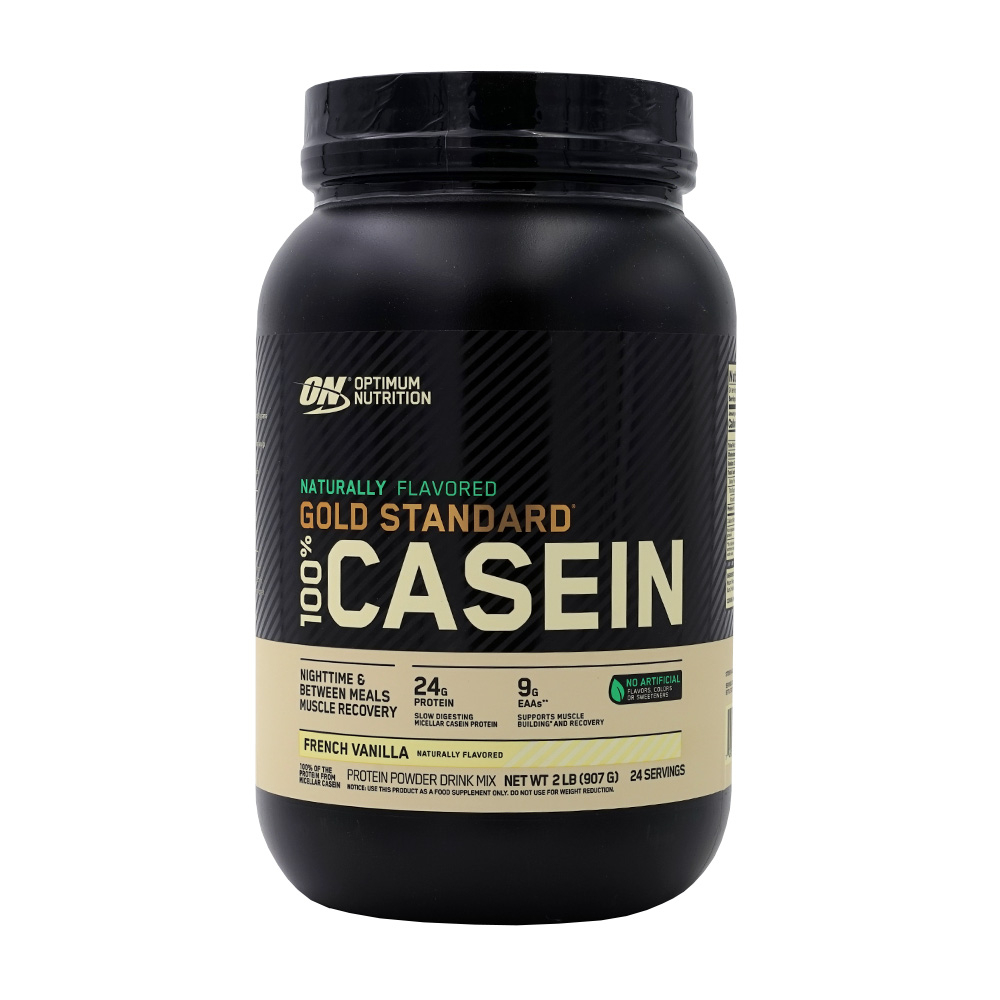 ON® OPTIMUM
NUTRITION
NATURALLY FLAVORED
GOLD STANDARD®
100% CASEIN
NIGHTTIME &
BETWEEN MEALS
MUSCLE RECOVERY
24G
PROTEIN
SLOW DIGESTING
MICELLAR CASEIN PROTEIN
9G
EAAs**
SUPPORTS MUSCLE
BUILDING* AND RECOVERY
NO ARTIFICIAL
FLAVORS, COLORS
OR SWEETENERS
FRENCH VANILLA NATURALLY FLAVORED
100% OF THE
PROTEIN FROM
MICELLAR CASEIN
PROTEIN POWDER DRINK MIX NET WT 2 LB (907 G) 24 SERVINGS
NOTICE: USE THIS PRODUCT AS A FOOD SUPPLEMENT ONLY. DO NOT USE FOR WEIGHT REDUCTION.